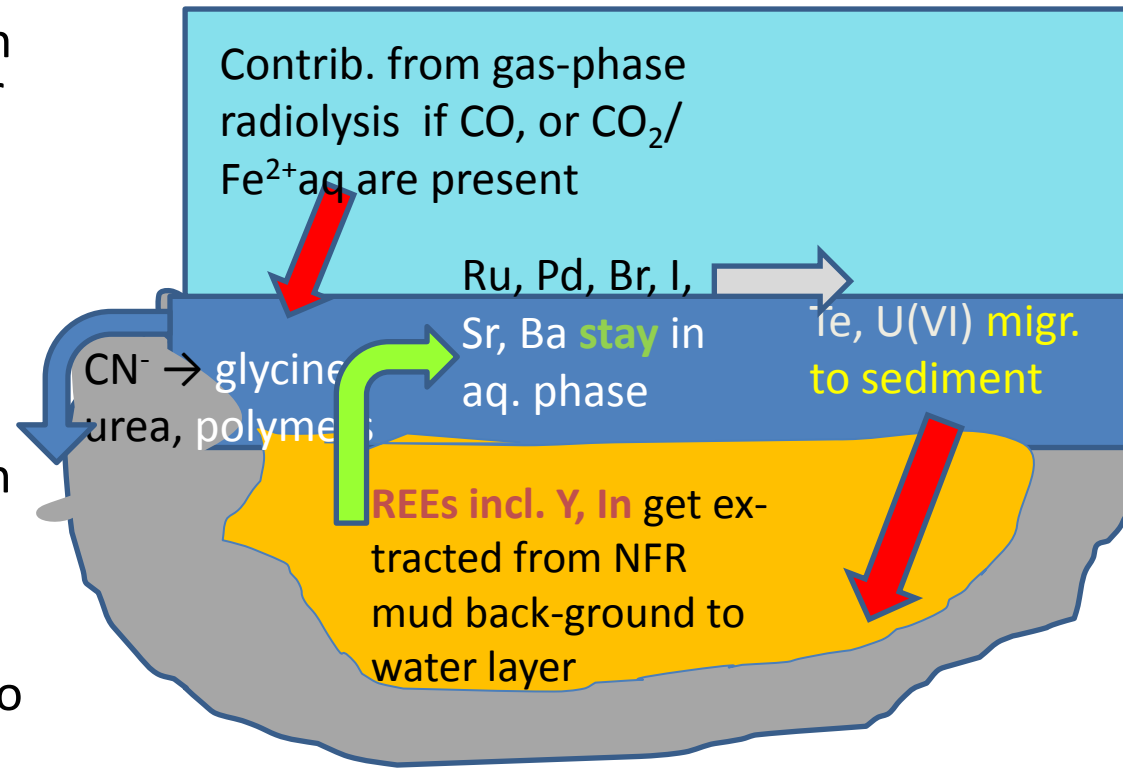 Contrib. from gas-phase
radiolysis if CO, or CO₂/
Fe²⁺aq are present
Ru, Pd, Br, I,
Sr, Ba stay in
aq. phase
Te, U(VI) migr.
to sediment
CN⁻ → glycine
urea, polymers
REEs incl. Y, In get ex-
tracted from NFR
mud back-ground to
water layer